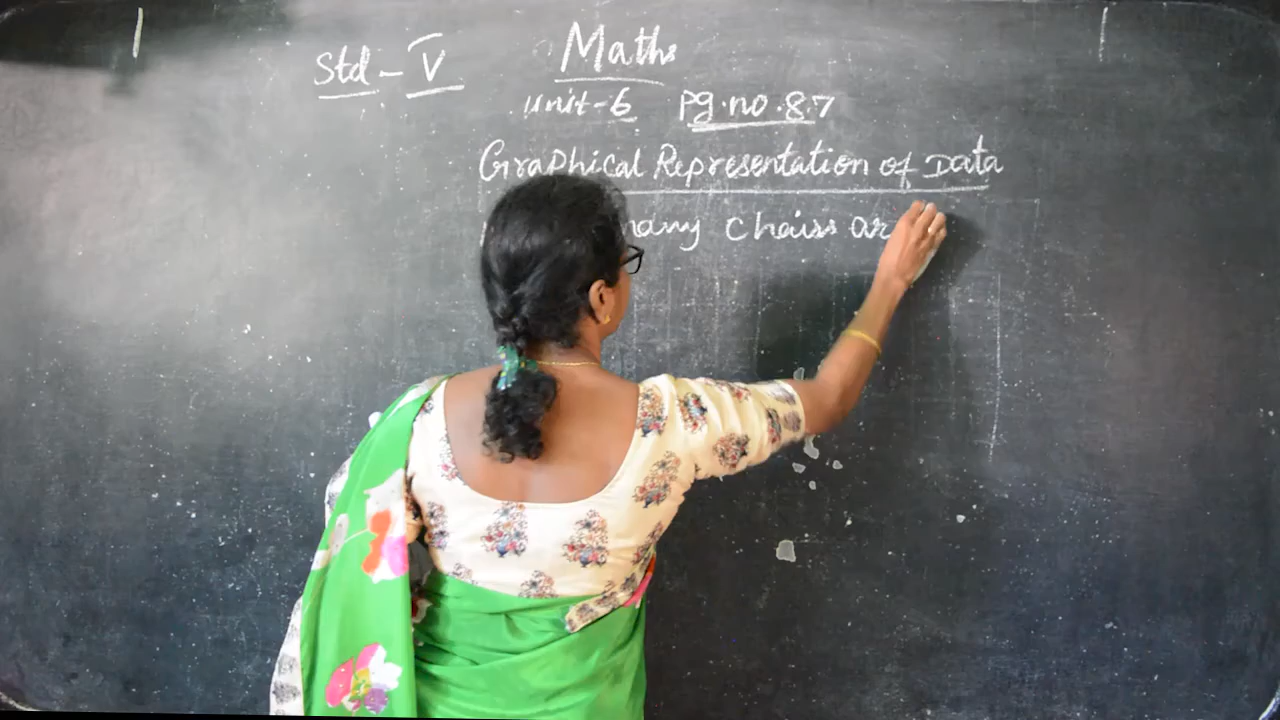 Std - V
Maths
Unit-6 Pg.no.87
Graphical Representation of Data
many chairs ar